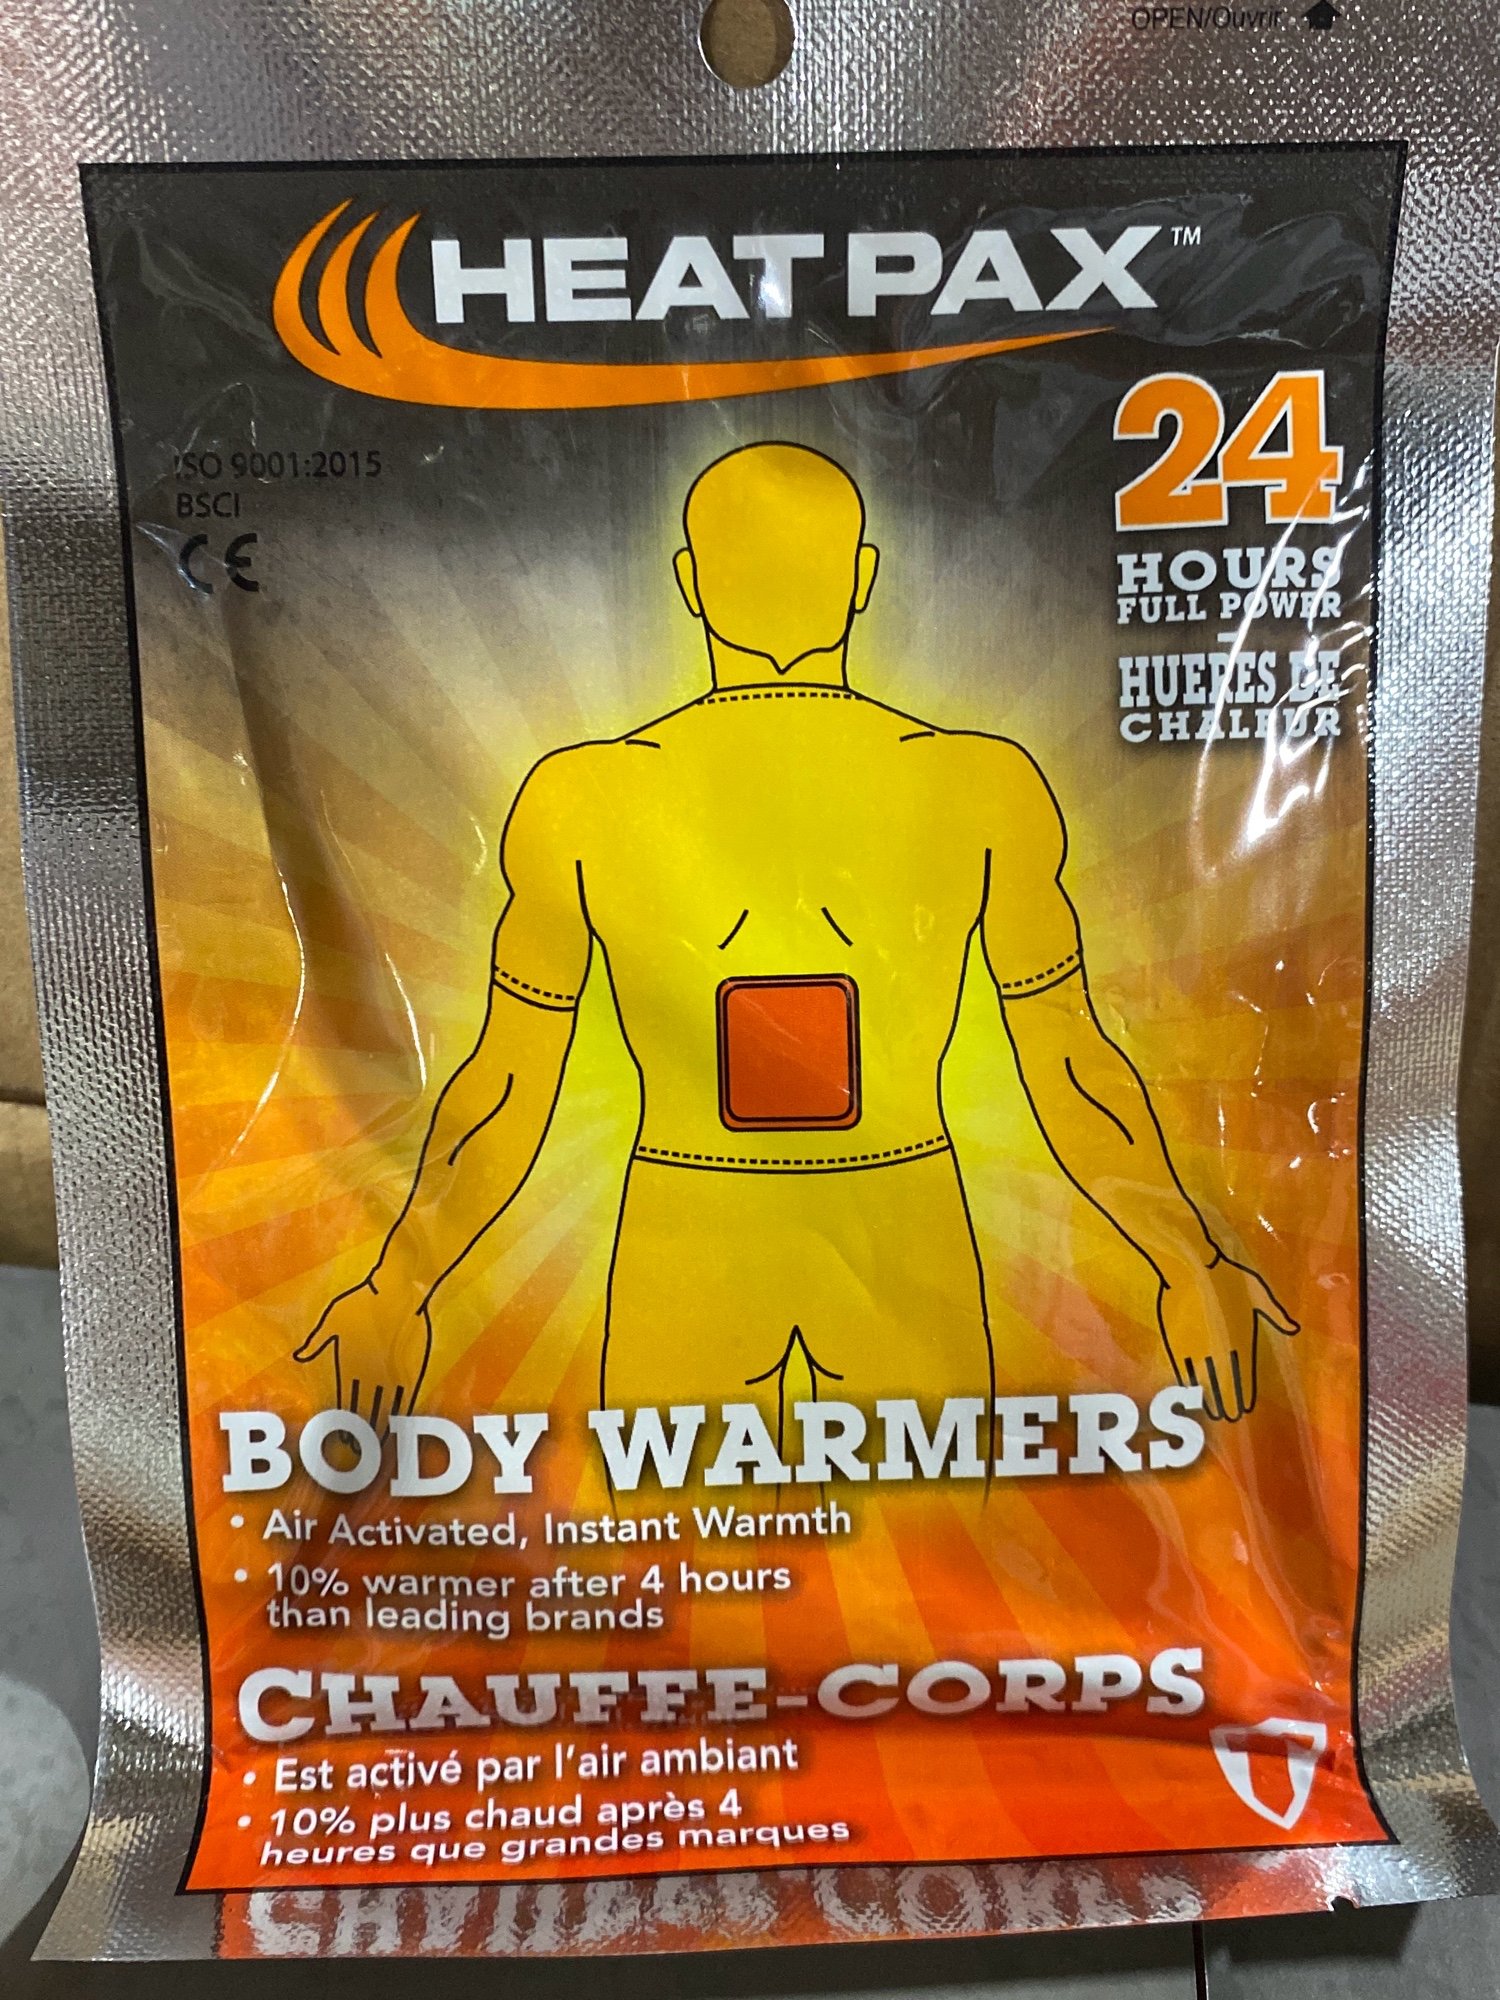 OPEN/Ouvrir
HEAT PAX™
ISO 9001:2015
BSCI
CE
24
HOURS
FULL POWER
–
HUERES DE
CHALEUR
BODY WARMERS
• Air Activated, Instant Warmth
• 10% warmer after 4 hours
than leading brands
CHAUFFE-CORPS
• Est activé par l'air ambiant
• 10% plus chaud après 4
heures que grandes marques